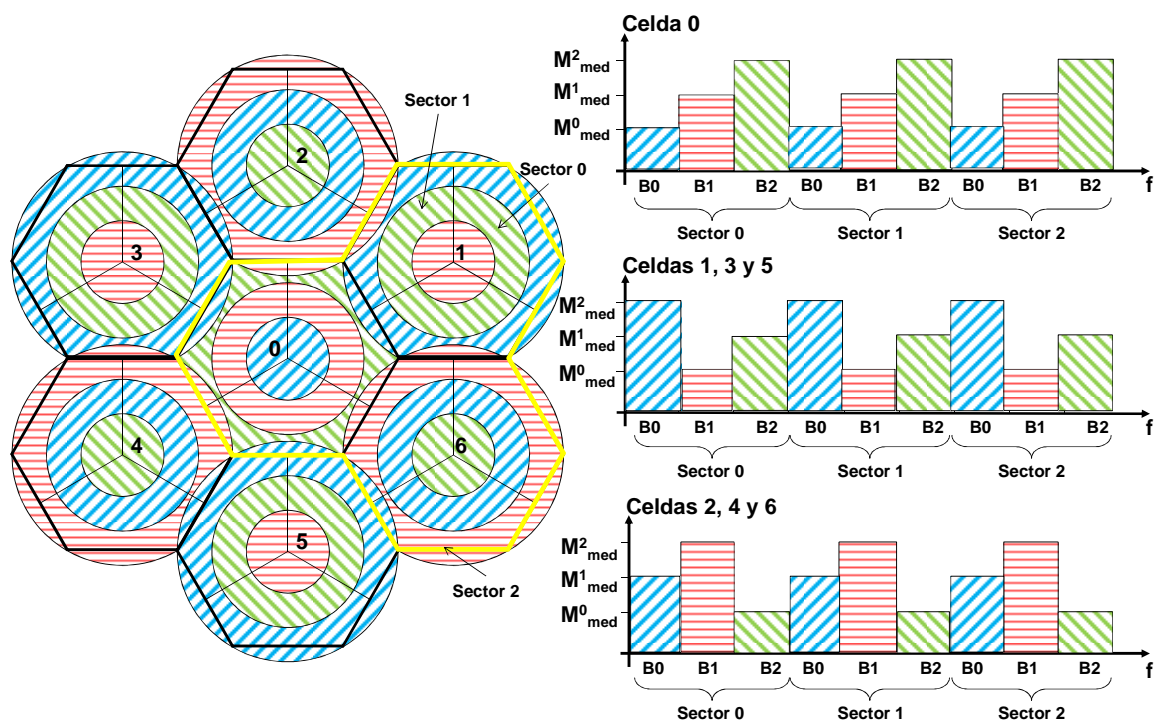 Sector 1
Sector 0
2
3
1
0
4
6
5
Sector 2
Celda 0
M²med
M¹med
M⁰med
B0 B1 B2 B0 B1 B2 B0 B1 B2 f
Sector 0 Sector 1 Sector 2
Celdas 1, 3 y 5
M²med
M¹med
M⁰med
B0 B1 B2 B0 B1 B2 B0 B1 B2 f
Sector 0 Sector 1 Sector 2
Celdas 2, 4 y 6
M²med
M¹med
M⁰med
B0 B1 B2 B0 B1 B2 B0 B1 B2 f
Sector 0 Sector 1 Sector 2